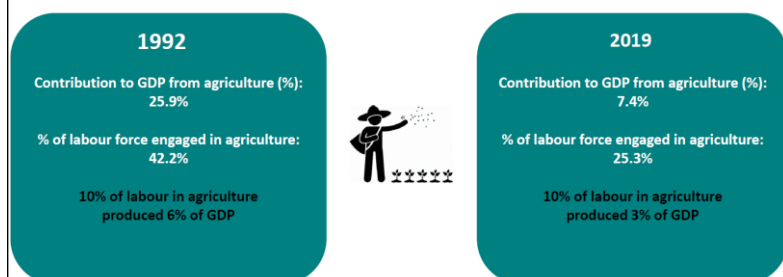 1992
Contribution to GDP from agriculture (%):
25.9%
% of labour force engaged in agriculture:
42.2%
10% of labour in agriculture
produced 6% of GDP
2019
Contribution to GDP from agriculture (%):
7.4%
% of labour force engaged in agriculture:
25.3%
10% of labour in agriculture
produced 3% of GDP